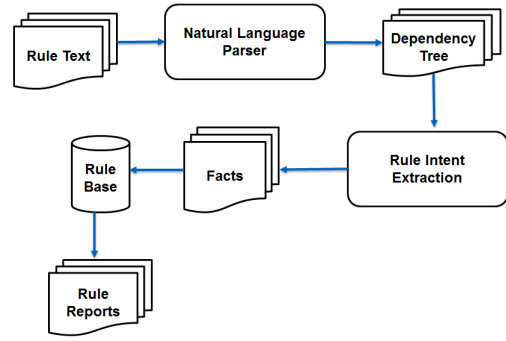 Rule Text
Natural Language
Parser
Dependency
Tree
Rule Intent
Extraction
Facts
Rule
Base
Rule
Reports